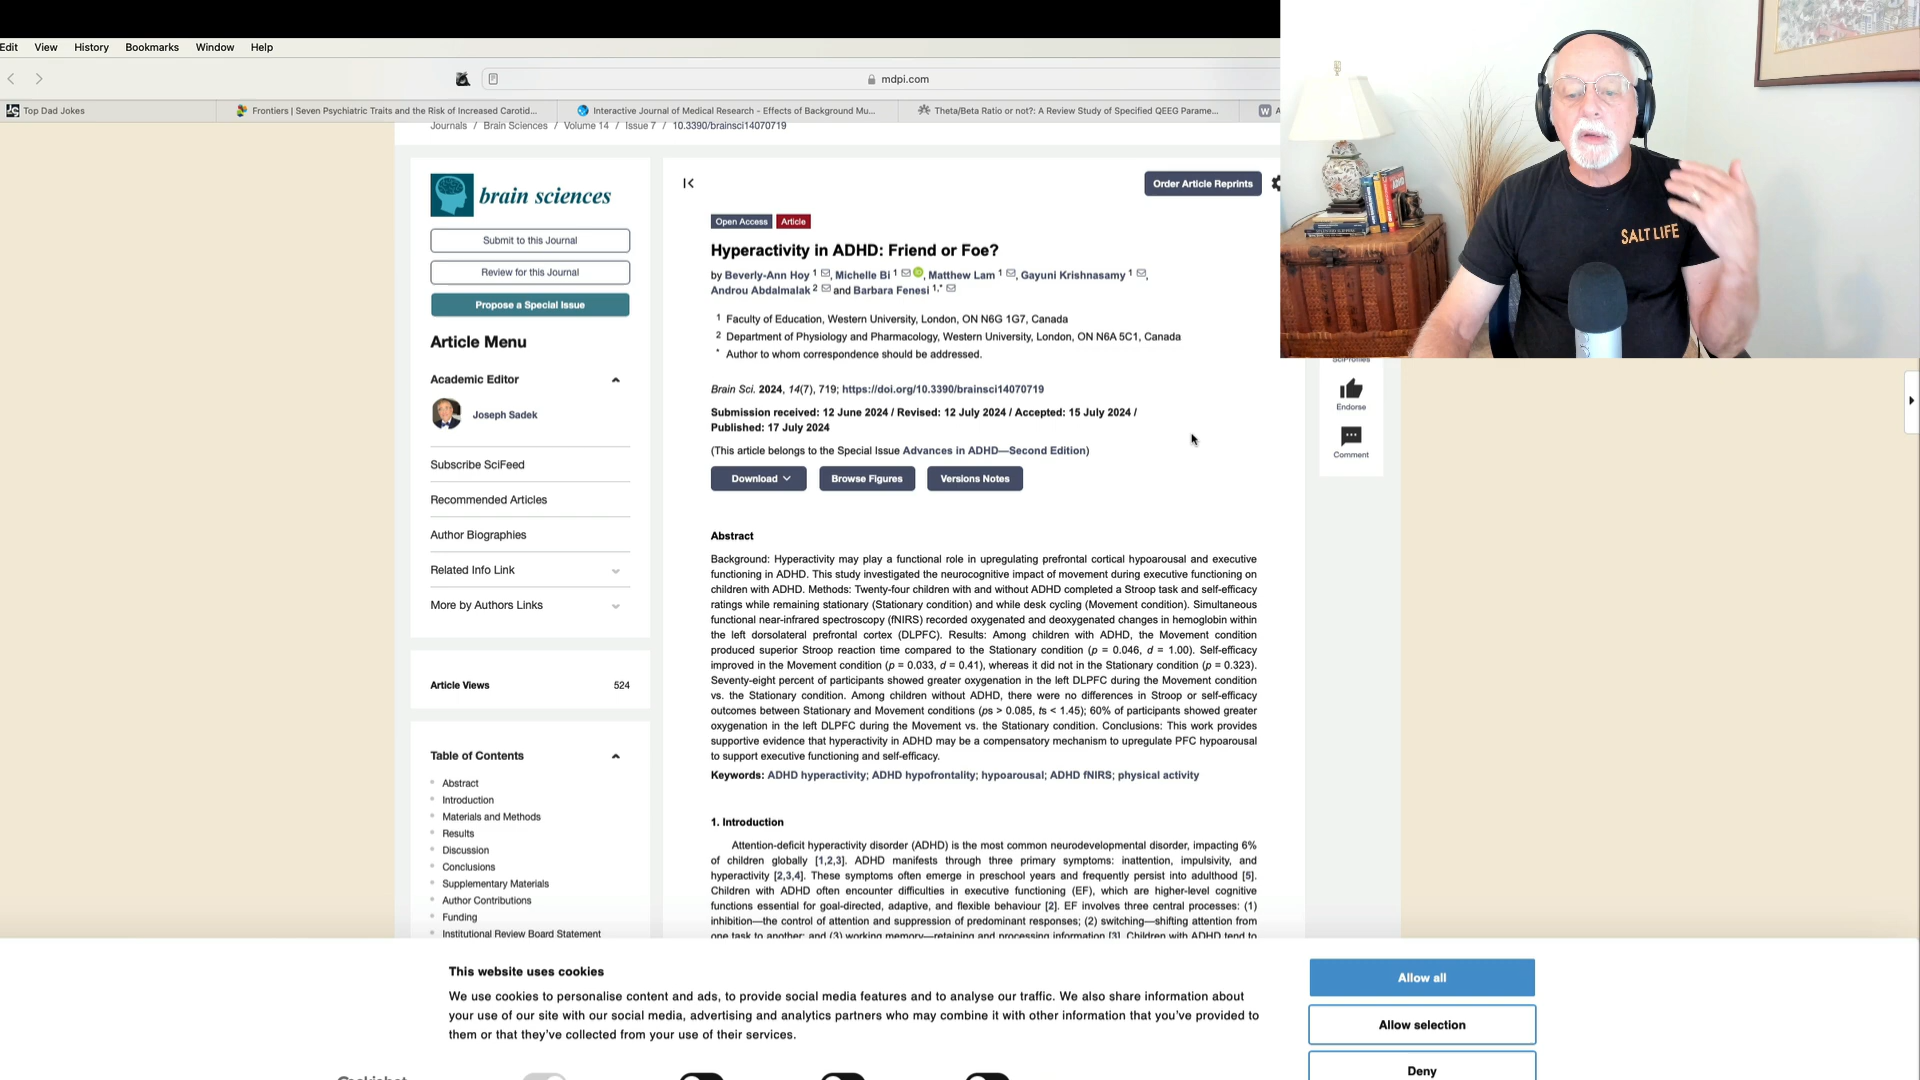 Edit View History Bookmarks Window Help
mdpi.com
Top Dad Jokes
Frontiers | Seven Psychiatric Traits and the Risk of Increased Carotid...
Interactive Journal of Medical Research - Effects of Background Mu...
Theta/Beta Ratio or not?: A Review Study of Specified QEEG Parame...
W A
Journals / Brain Sciences / Volume 14 / Issue 7 / 10.3390/brainsci14070719
brain sciences
Submit to this Journal
Review for this Journal
Propose a Special Issue
Article Menu
Academic Editor
Joseph Sadek
Subscribe SciFeed
Recommended Articles
Author Biographies
Related Info Link
More by Authors Links
Article Views 524
Table of Contents
Abstract
Introduction
Materials and Methods
Results
Discussion
Conclusions
Supplementary Materials
Author Contributions
Funding
Institutional Review Board Statement
Order Article Reprints
Open Access Article
Hyperactivity in ADHD: Friend or Foe?
by Beverly-Ann Hoy 1, Michelle Bi 1, Matthew Lam 1, Gayuni Krishnasamy 1,
Androu Abdalmalak 2 and Barbara Fenesi 1,*
1 Faculty of Education, Western University, London, ON N6G 1G7, Canada
2 Department of Physiology and Pharmacology, Western University, London, ON N6A 5C1, Canada
* Author to whom correspondence should be addressed.
Brain Sci. 2024, 14(7), 719; https://doi.org/10.3390/brainsci14070719
Submission received: 12 June 2024 / Revised: 12 July 2024 / Accepted: 15 July 2024 /
Published: 17 July 2024
(This article belongs to the Special Issue Advances in ADHD—Second Edition)
Download Browse Figures Versions Notes
Abstract
Background: Hyperactivity may play a functional role in upregulating prefrontal cortical hypoarousal and executive
functioning in ADHD. This study investigated the neurocognitive impact of movement during executive functioning on
children with ADHD. Methods: Twenty-four children with and without ADHD completed a Stroop task and self-efficacy
ratings while remaining stationary (Stationary condition) and while desk cycling (Movement condition). Simultaneous
functional near-infrared spectroscopy (fNIRS) recorded oxygenated and deoxygenated changes in hemoglobin within
the left dorsolateral prefrontal cortex (DLPFC). Results: Among children with ADHD, the Movement condition
produced superior Stroop reaction time compared to the Stationary condition (p = 0.046, d = 1.00). Self-efficacy
improved in the Movement condition (p = 0.033, d = 0.41), whereas it did not in the Stationary condition (p = 0.323).
Seventy-eight percent of participants showed greater oxygenation in the left DLPFC during the Movement condition
vs. the Stationary condition. Among children without ADHD, there were no differences in Stroop or self-efficacy
outcomes between Stationary and Movement conditions (ps > 0.085, ts < 1.45); 60% of participants showed greater
oxygenation in the left DLPFC during the Movement vs. the Stationary condition. Conclusions: This work provides
supportive evidence that hyperactivity in ADHD may be a compensatory mechanism to upregulate PFC hypoarousal
to support executive functioning and self-efficacy.
Keywords: ADHD hyperactivity; ADHD hypofrontality; hypoarousal; ADHD fNIRS; physical activity
1. Introduction
Attention-deficit hyperactivity disorder (ADHD) is the most common neurodevelopmental disorder, impacting 6%
of children globally [1,2,3]. ADHD manifests through three primary symptoms: inattention, impulsivity, and
hyperactivity [2,3,4]. These symptoms often emerge in preschool years and frequently persist into adulthood [5].
Children with ADHD often encounter difficulties in executive functioning (EF), which are higher-level cognitive
functions essential for goal-directed, adaptive, and flexible behaviour [2]. EF involves three central processes: (1)
inhibition—the control of attention and suppression of predominant responses; (2) switching—shifting attention from
one task to another; and (3) working memory—retaining and processing information [3]. Children with ADHD tend to
SALT LIFE
SciProfiles
Endorse
Comment
This website uses cookies
We use cookies to personalise content and ads, to provide social media features and to analyse our traffic. We also share information about
your use of our site with our social media, advertising and analytics partners who may combine it with other information that you've provided to
them or that they've collected from your use of their services.
Allow all
Allow selection
Deny